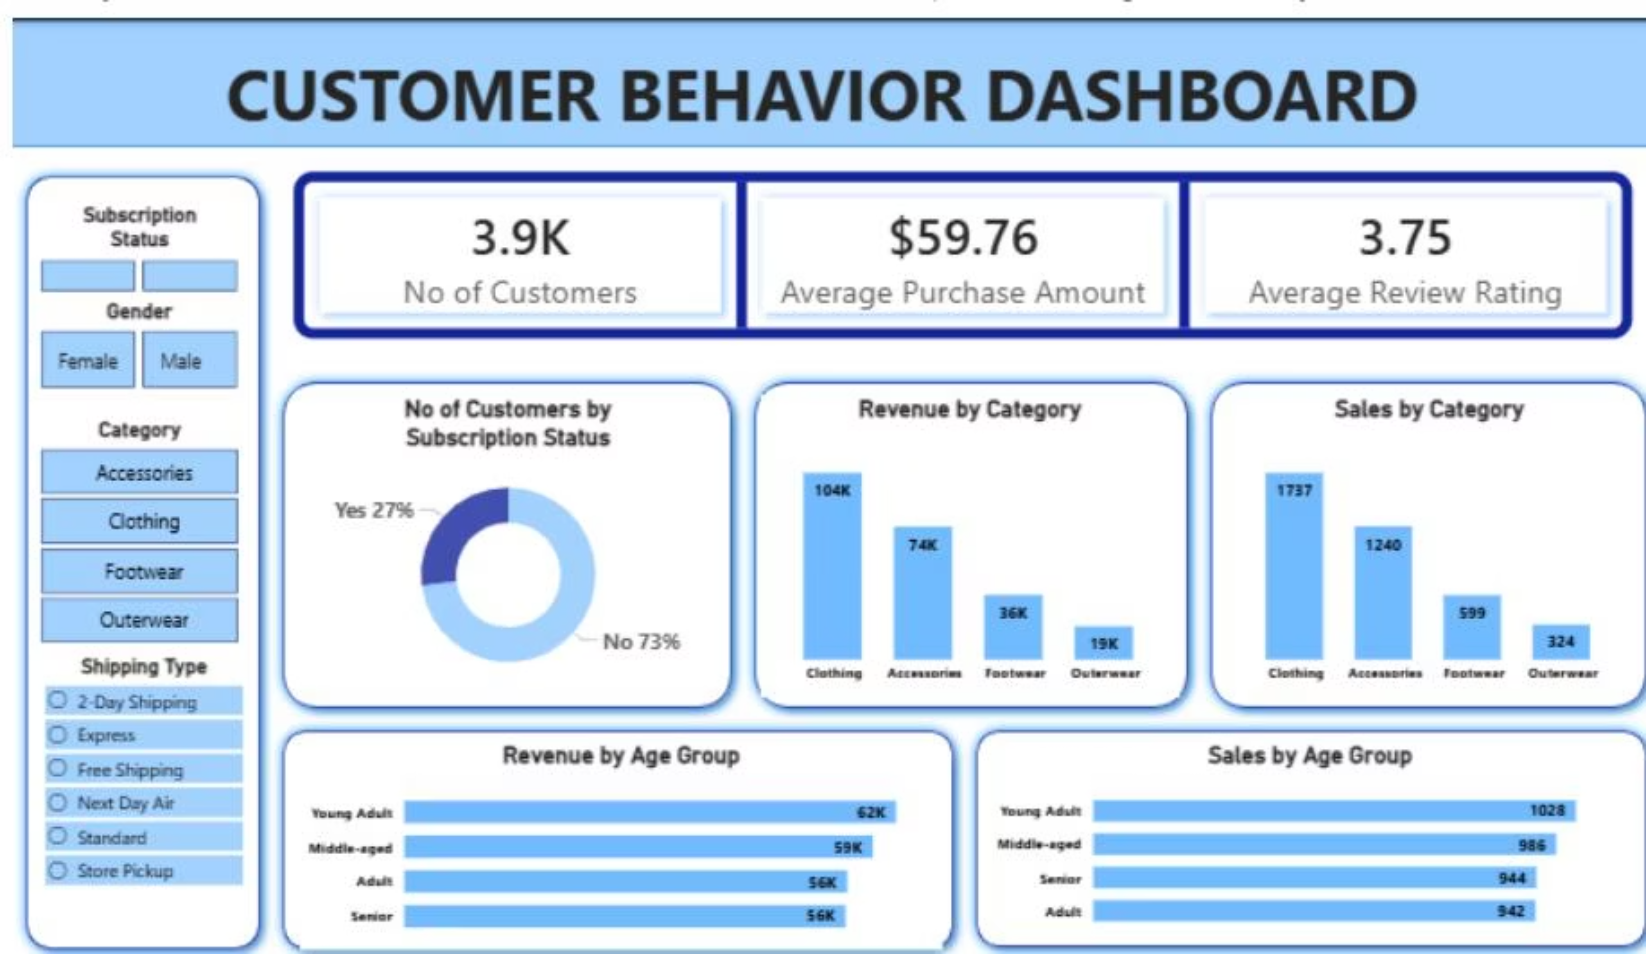 CUSTOMER BEHAVIOR DASHBOARD
Subscription
Status
Gender
Female
Male
Category
Accessories
Clothing
Footwear
Outerwear
Shipping Type
2-Day Shipping
Express
Free Shipping
Next Day Air
Standard
Store Pickup
3.9K
No of Customers
$59.76
Average Purchase Amount
3.75
Average Review Rating
No of Customers by
Subscription Status
Yes 27%
No 73%
Revenue by Category
104K
74K
36K
19K
Clothing
Accessories
Footwear
Outerwear
Sales by Category
1737
1240
599
324
Clothing
Accessories
Footwear
Outerwear
Revenue by Age Group
Young Adult 62K
Middle-aged 59K
Adult 56K
Senior 56K
Sales by Age Group
Young Adult 1028
Middle-aged 986
Senior 944
Adult 942